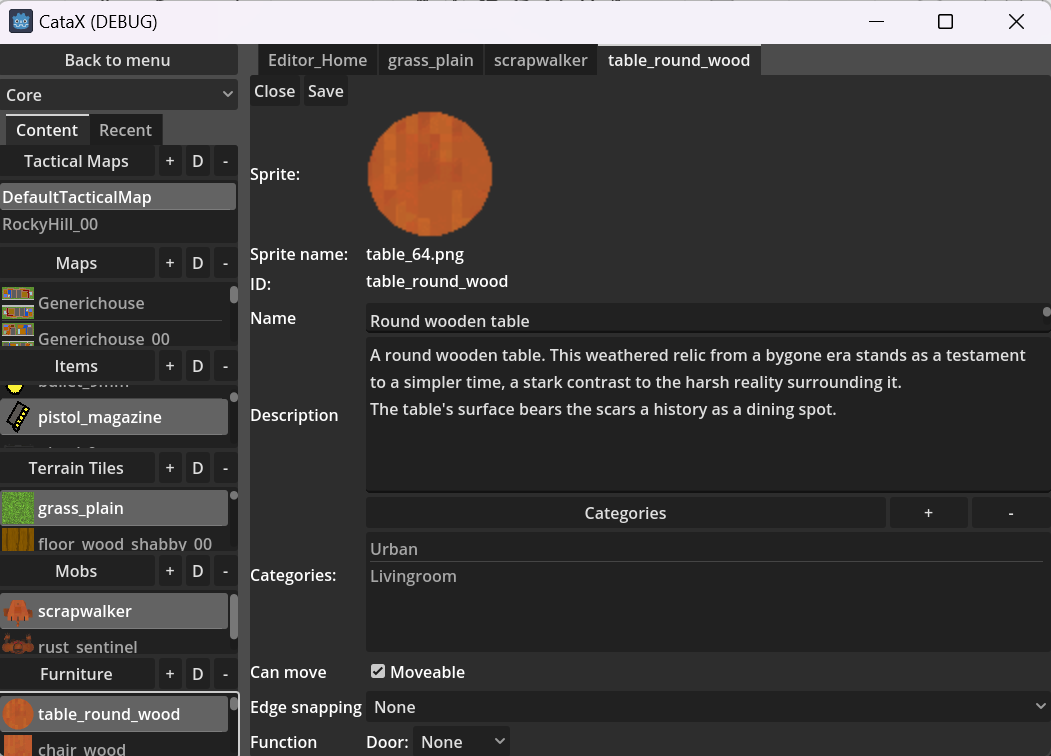 CataX (DEBUG)
Back to menu
Editor_Home grass_plain scrapwalker table_round_wood
Core
Close Save
Content Recent
Tactical Maps + D -
DefaultTacticalMap
RockyHill_00
Maps + D -
Generichouse
Generichouse_00
Items + D -
bullet_9mm
pistol_magazine
Terrain Tiles + D -
grass_plain
floor_wood_shabby_00
Mobs + D -
scrapwalker
rust_sentinel
Furniture + D -
table_round_wood
chair_wood
Sprite:
Sprite name: table_64.png
ID: table_round_wood
Name Round wooden table
Description
A round wooden table. This weathered relic from a bygone era stands as a testament
to a simpler time, a stark contrast to the harsh reality surrounding it.
The table's surface bears the scars a history as a dining spot.
Categories + -
Categories:
Urban
Livingroom
Can move Moveable
Edge snapping None
Function Door: None